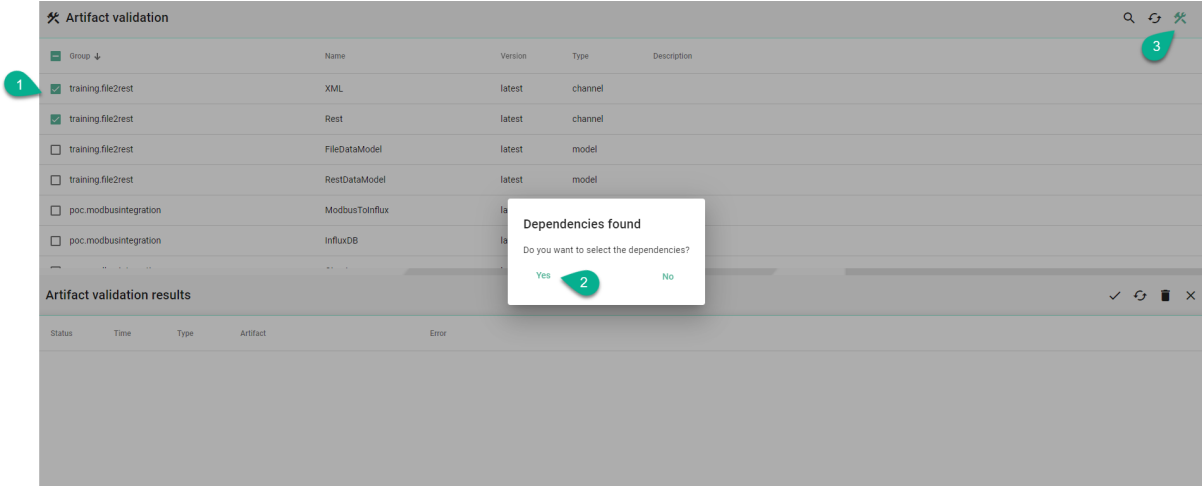 Artifact validation
3
Group Name Version Type Description
1
training.file2rest XML latest channel
training.file2rest Rest latest channel
training.file2rest FileDataModel latest model
training.file2rest RestDataModel latest model
poc.modbusintegration ModbusToInflux
poc.modbusintegration InfluxDB
Dependencies found
Do you want to select the dependencies?
Yes 2 No
Artifact validation results
Status Time Type Artifact Error